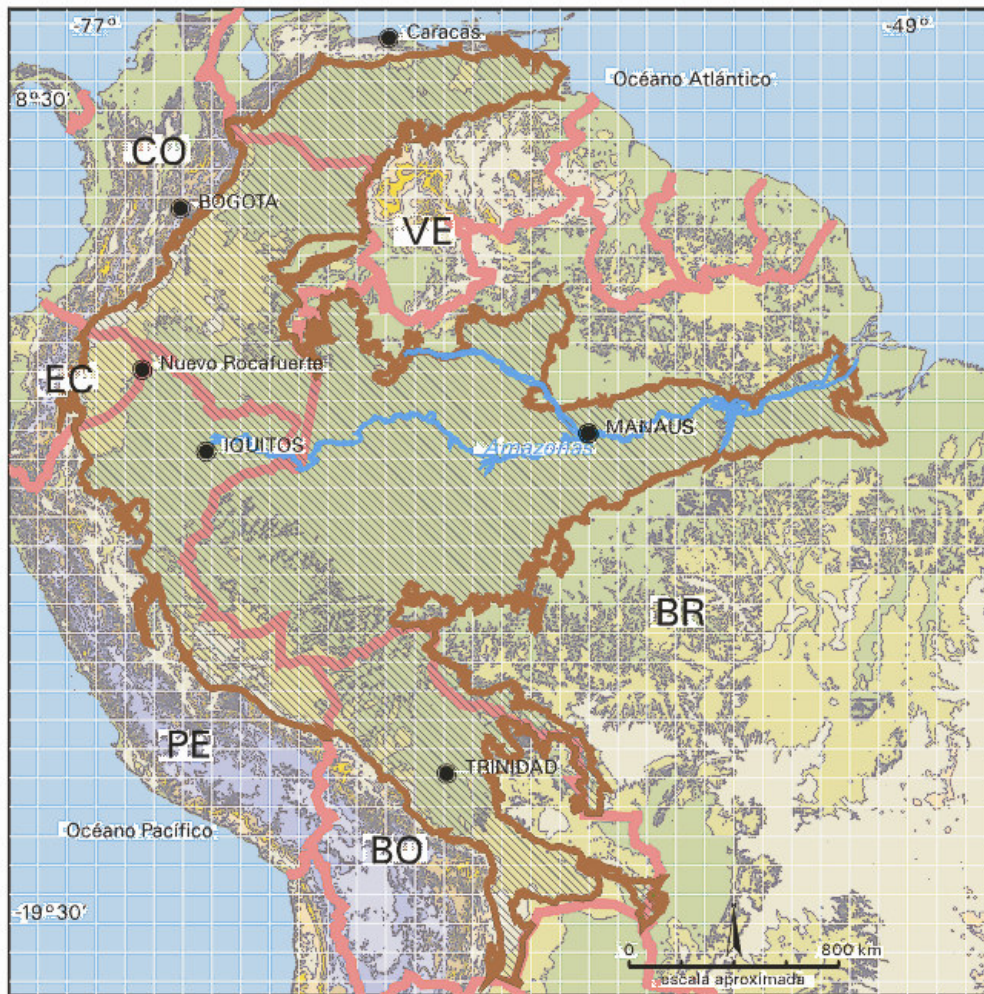 -77°
-49°
Caracas
Océano Atlántico
8°30'
CO
BOGOTA
VE
Nuevo Rocafuerte
EC
IQUITOS
MANAUS
Amazonas
BR
PE
TRINIDAD
Océano Pacífico
BO
-19°30'
0
800 km
escala aproximada